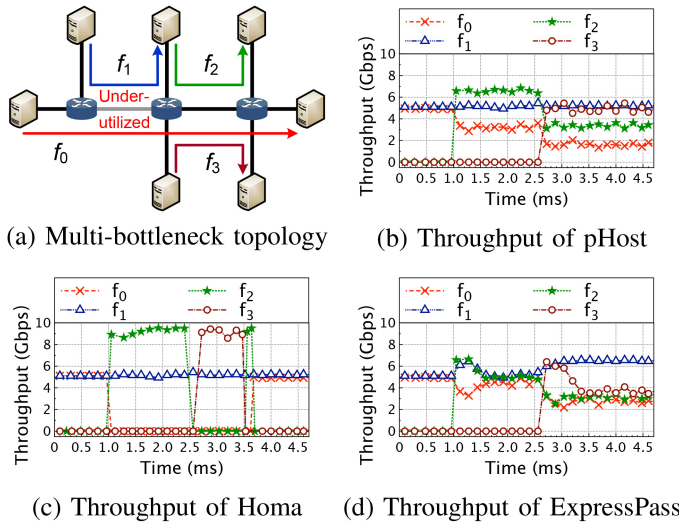 f1
f2
Under-
utilized
f0
f3
(a) Multi-bottleneck topology
f0
f2
f1
f3
Throughput (Gbps)
10
8
6
4
2
0
0 0.5 1.0 1.5 2.0 2.5 3.0 3.5 4.0 4.5
Time (ms)
(b) Throughput of pHost
f0
f2
f1
f3
Throughput (Gbps)
10
8
6
4
2
0
0 0.5 1.0 1.5 2.0 2.5 3.0 3.5 4.0 4.5
Time (ms)
(c) Throughput of Homa
f0
f2
f1
f3
Throughput (Gbps)
10
8
6
4
2
0
0 0.5 1.0 1.5 2.0 2.5 3.0 3.5 4.0 4.5
Time (ms)
(d) Throughput of ExpressPass